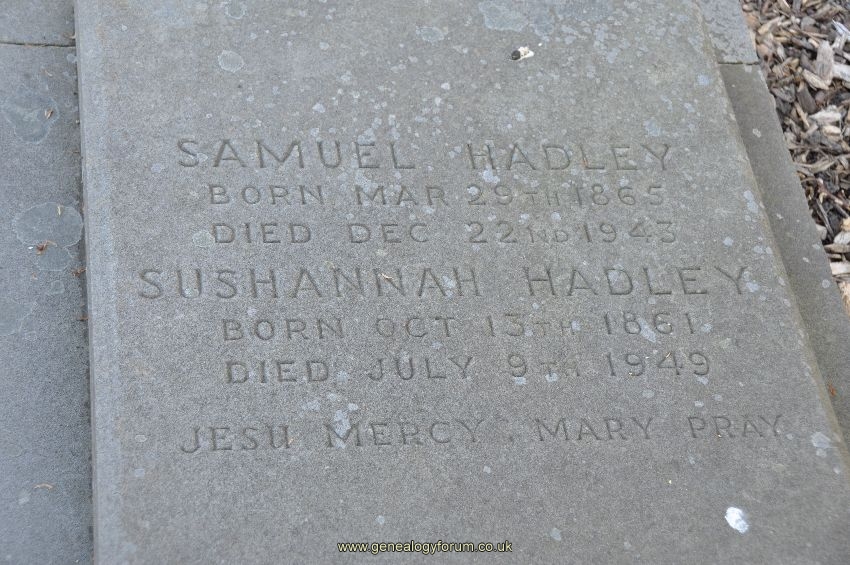 SAMUEL HADLEY
BORN MAR 29TH 1865
DIED DEC 22ND 1943
SUSHANNAH HADLEY
BORN OCT 13TH 1861
DIED JULY 9TH 1949
JESU MERCY, MARY PRAY
www.genealogyforum.co.uk